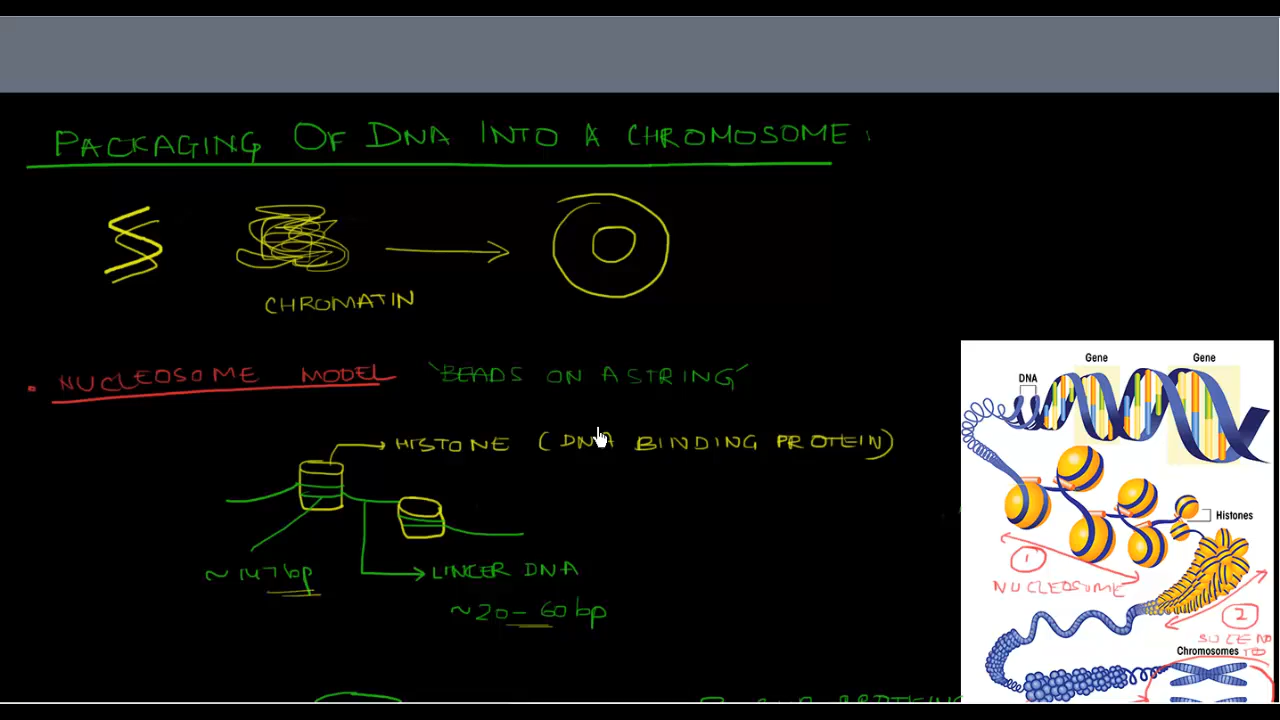 PACKAGING OF DNA INTO A CHROMOSOME:
CHROMATIN
• NUCLEOSOME MODEL 'BEADS ON A STRING'
HISTONE (DNA BINDING PROTEIN)
~147bp
LINCER DNA
~20-60bp
Gene
Gene
DNA
Histones
1
NUCLEOSOME
2
Chromosomes